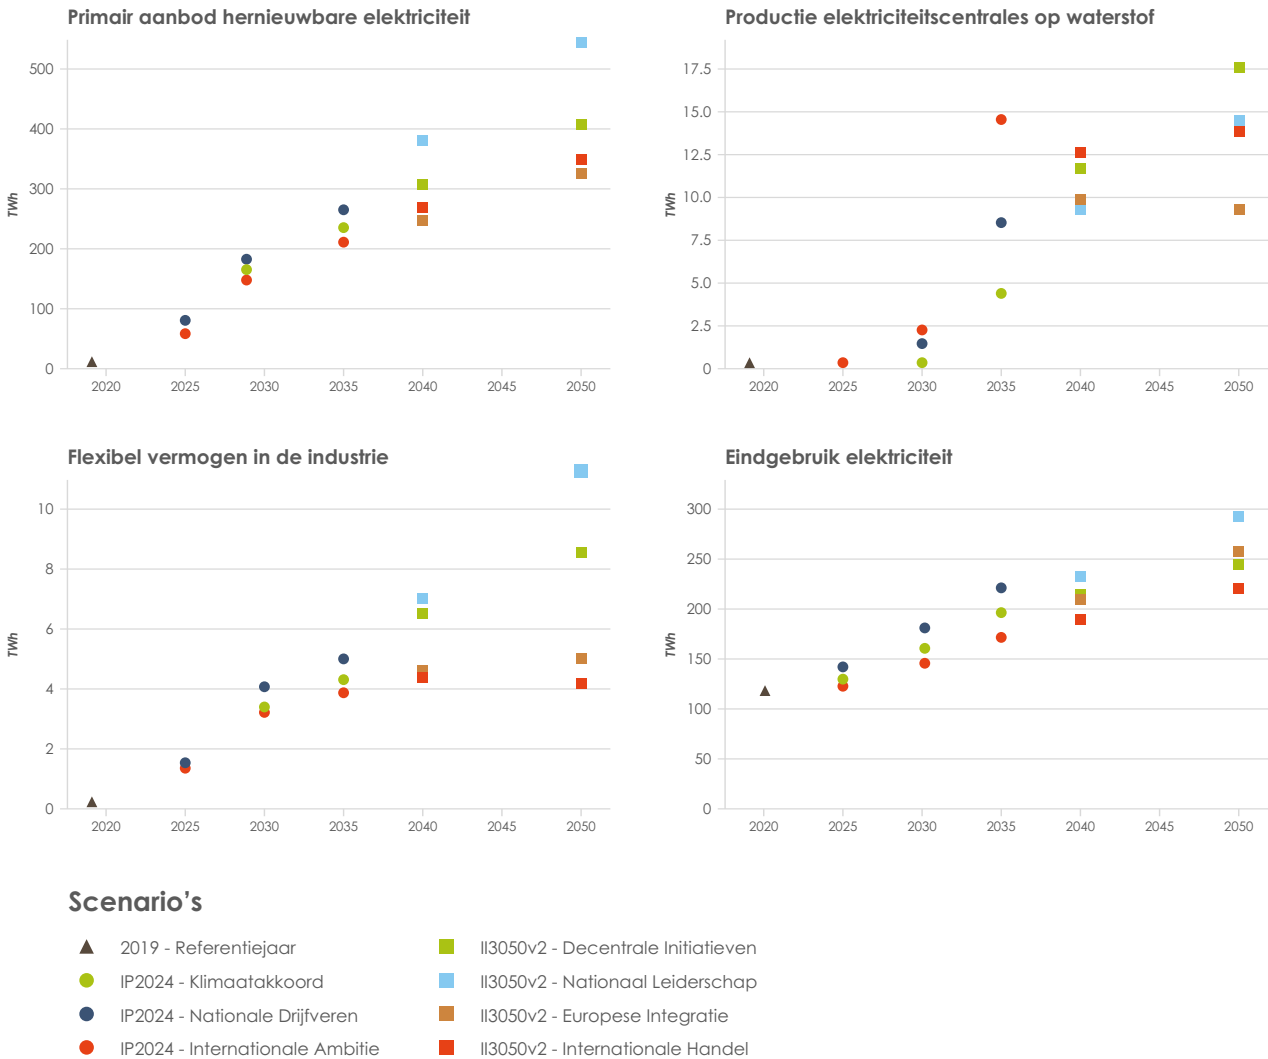 Primair aanbod hernieuwbare elektriciteit
500
400
300
200
100
0
TWh
2020 2025 2030 2035 2040 2045 2050
Productie elektriciteitscentrales op waterstof
17.5
15.0
12.5
10.0
7.5
5.0
2.5
0
TWh
2020 2025 2030 2035 2040 2045 2050
Flexibel vermogen in de industrie
10
8
6
4
2
0
TWh
2020 2025 2030 2035 2040 2045 2050
Eindgebruik elektriciteit
300
250
200
150
100
50
0
TWh
2020 2025 2030 2035 2040 2045 2050
Scenario's
2019 - Referentiejaar
IP2024 - Klimaatakkoord
IP2024 - Nationale Drijfveren
IP2024 - Internationale Ambitie
II3050v2 - Decentrale Initiatieven
II3050v2 - Nationaal Leiderschap
II3050v2 - Europese Integratie
II3050v2 - Internationale Handel